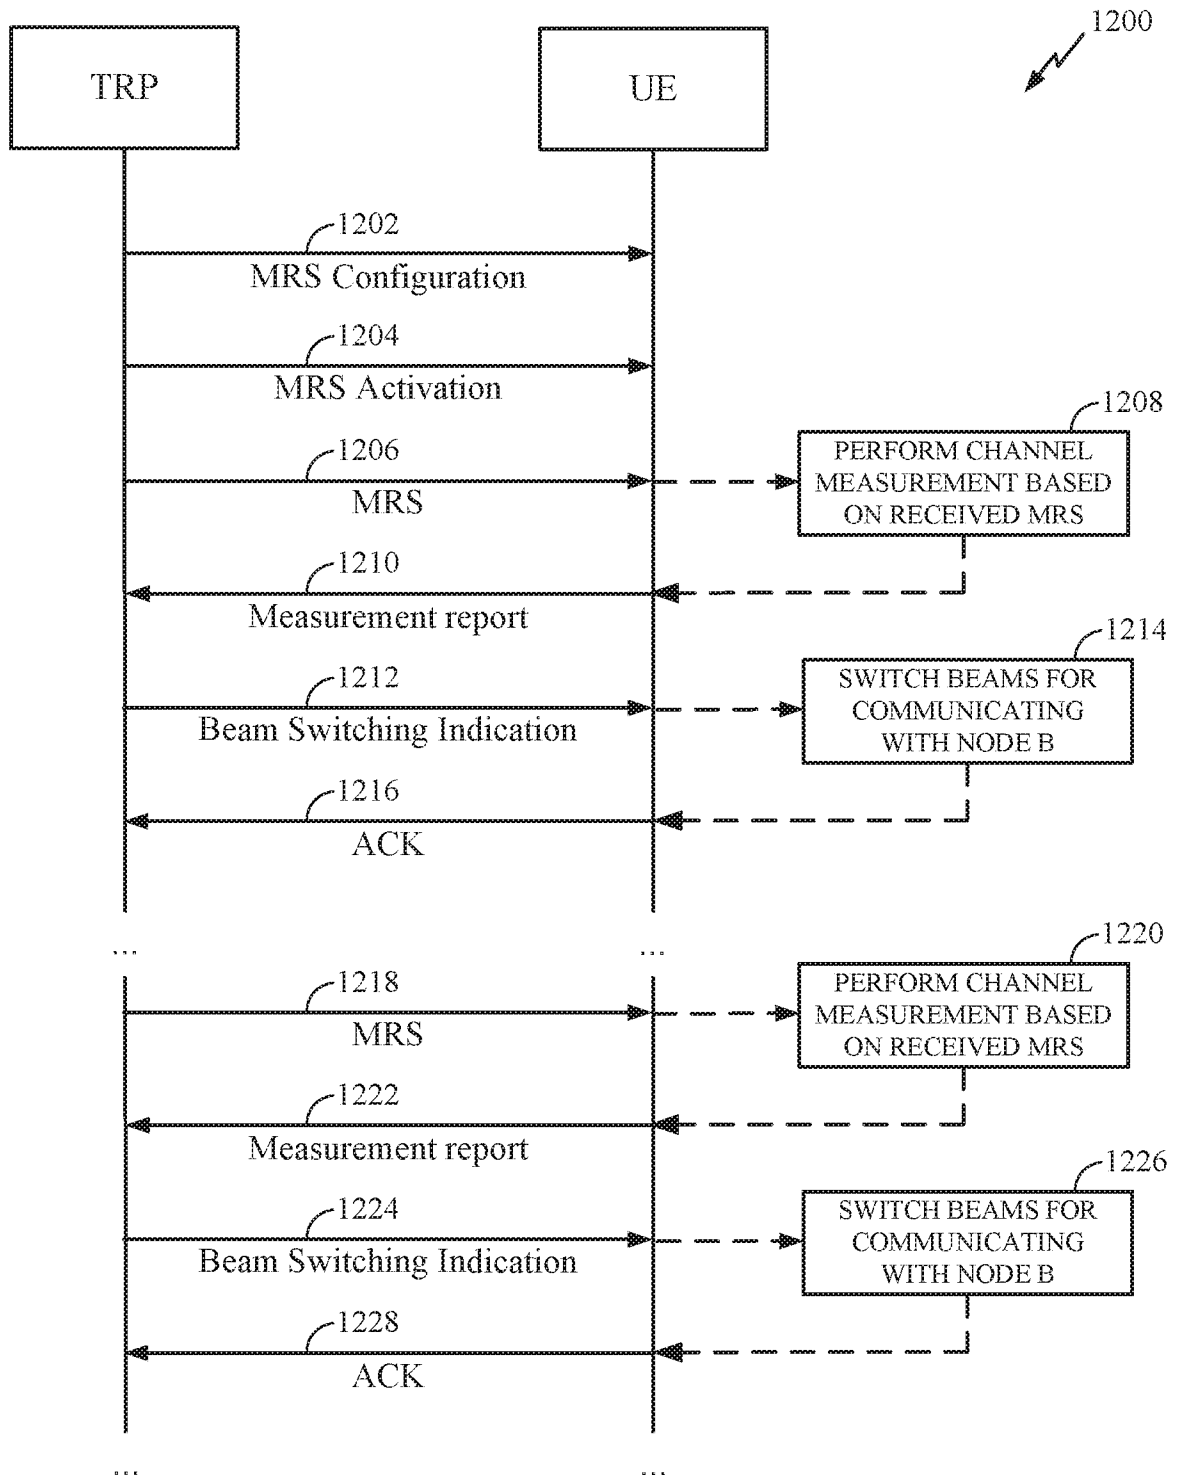 1200
TRP
UE
1202
MRS Configuration
1204
MRS Activation
1206
MRS
1208
PERFORM CHANNEL
MEASUREMENT BASED
ON RECEIVED MRS
1210
Measurement report
1212
Beam Switching Indication
1214
SWITCH BEAMS FOR
COMMUNICATING
WITH NODE B
1216
ACK
...
...
1218
MRS
1220
PERFORM CHANNEL
MEASUREMENT BASED
ON RECEIVED MRS
1222
Measurement report
1224
Beam Switching Indication
1226
SWITCH BEAMS FOR
COMMUNICATING
WITH NODE B
1228
ACK
...
...